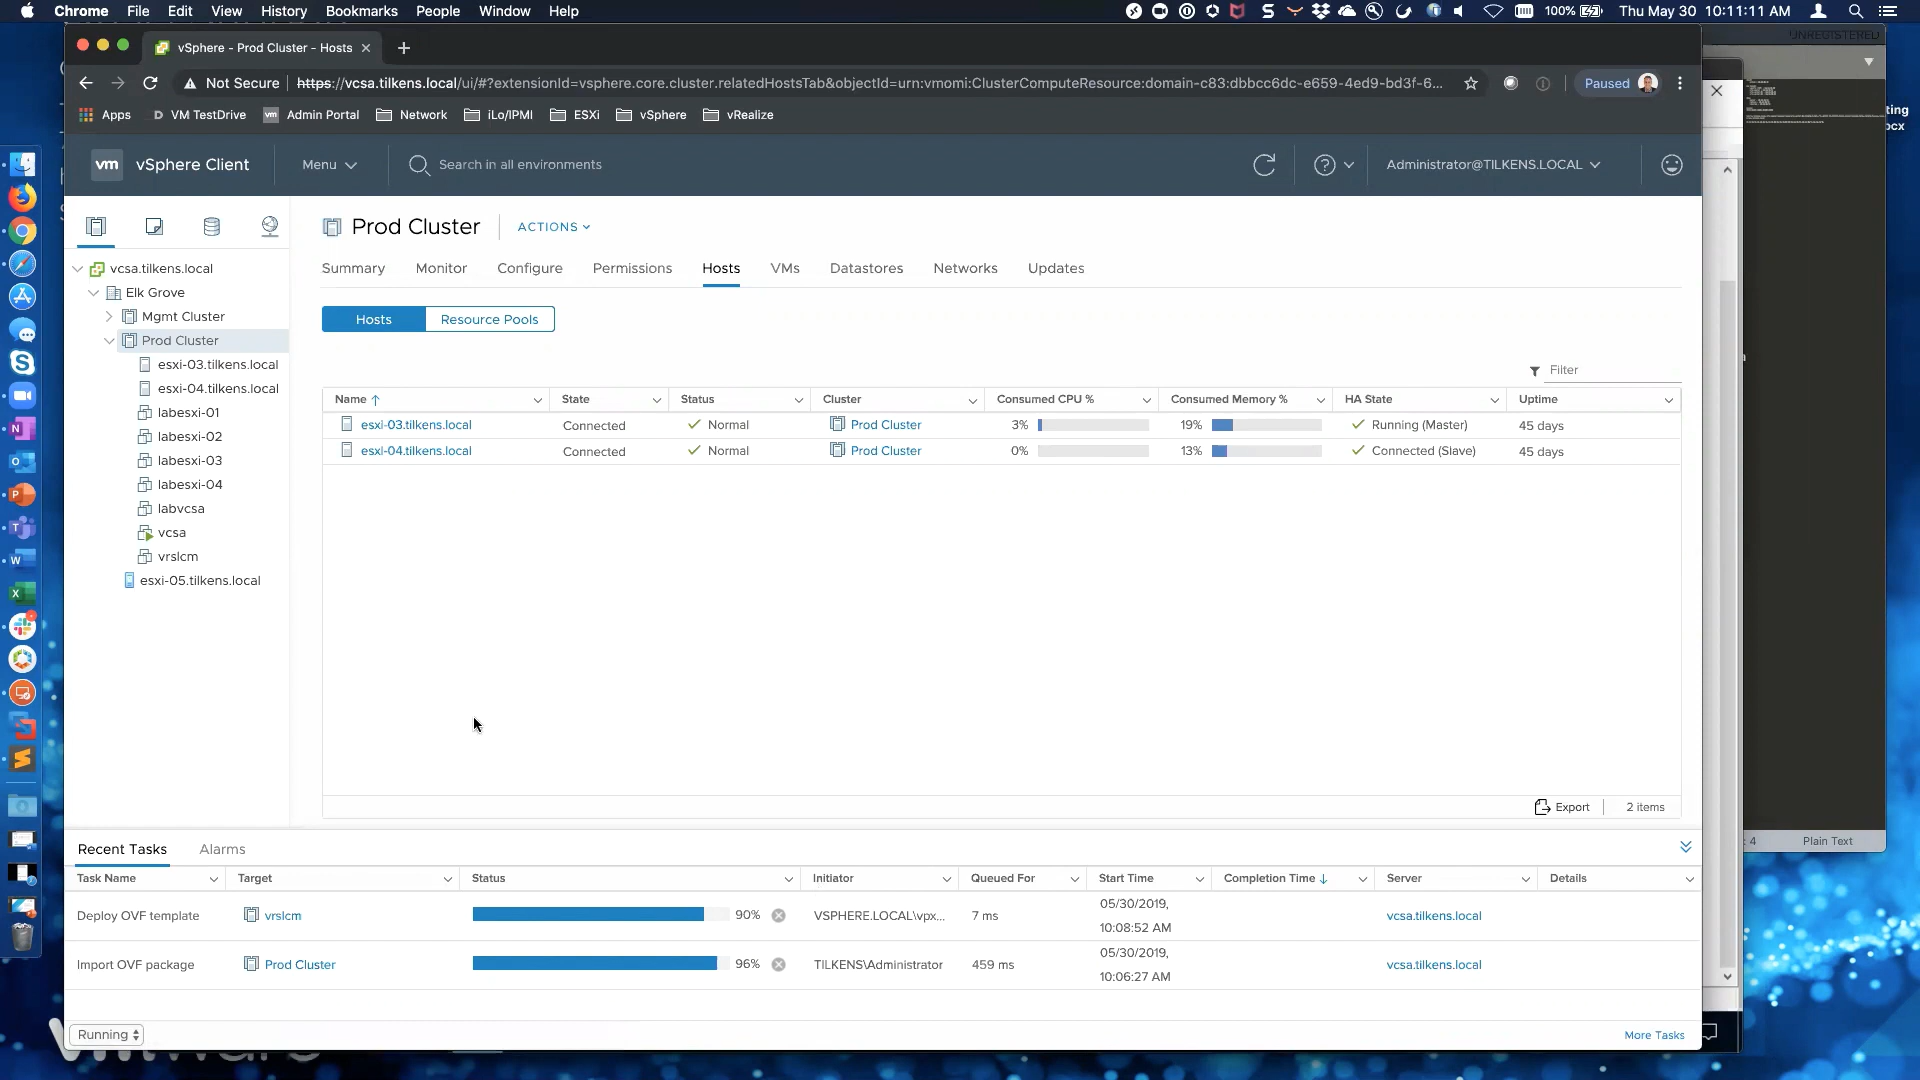 Chrome File Edit View History Bookmarks People Window Help 100% Thu May 30 10:11:11 AM
UNREGISTERED
vSphere - Prod Cluster - Hosts
Not Secure https://vcsa.tilkens.local/ui/#?extensionId=vsphere.core.cluster.relatedHostsTab&objectId=urn:vmomi:ClusterComputeResource:domain-c83:dbbcc6dc-e659-4ed9-bd3f-6... Paused
Apps VM TestDrive vm Admin Portal Network iLo/IPMI ESXi vSphere vRealize
ting
ocx
vm vSphere Client Menu Search in all environments Administrator@TILKENS.LOCAL
Prod Cluster ACTIONS
Summary Monitor Configure Permissions Hosts VMs Datastores Networks Updates
Hosts Resource Pools
vcsa.tilkens.local
Elk Grove
Mgmt Cluster
Prod Cluster
esxi-03.tilkens.local
esxi-04.tilkens.local
labesxi-01
labesxi-02
labesxi-03
labesxi-04
labvcsa
vcsa
vrslcm
esxi-05.tilkens.local
Filter
Name State Status Cluster Consumed CPU % Consumed Memory % HA State Uptime
esxi-03.tilkens.local Connected Normal Prod Cluster 3% 19% Running (Master) 45 days
esxi-04.tilkens.local Connected Normal Prod Cluster 0% 13% Connected (Slave) 45 days
Export 2 items
: 4 Plain Text
Recent Tasks Alarms
Task Name Target Status Initiator Queued For Start Time Completion Time Server Details
Deploy OVF template vrslcm 90% VSPHERE.LOCAL\vpx... 7 ms 05/30/2019, 10:08:52 AM vcsa.tilkens.local
Import OVF package Prod Cluster 96% TILKENS\Administrator 459 ms 05/30/2019, 10:06:27 AM vcsa.tilkens.local
Running More Tasks